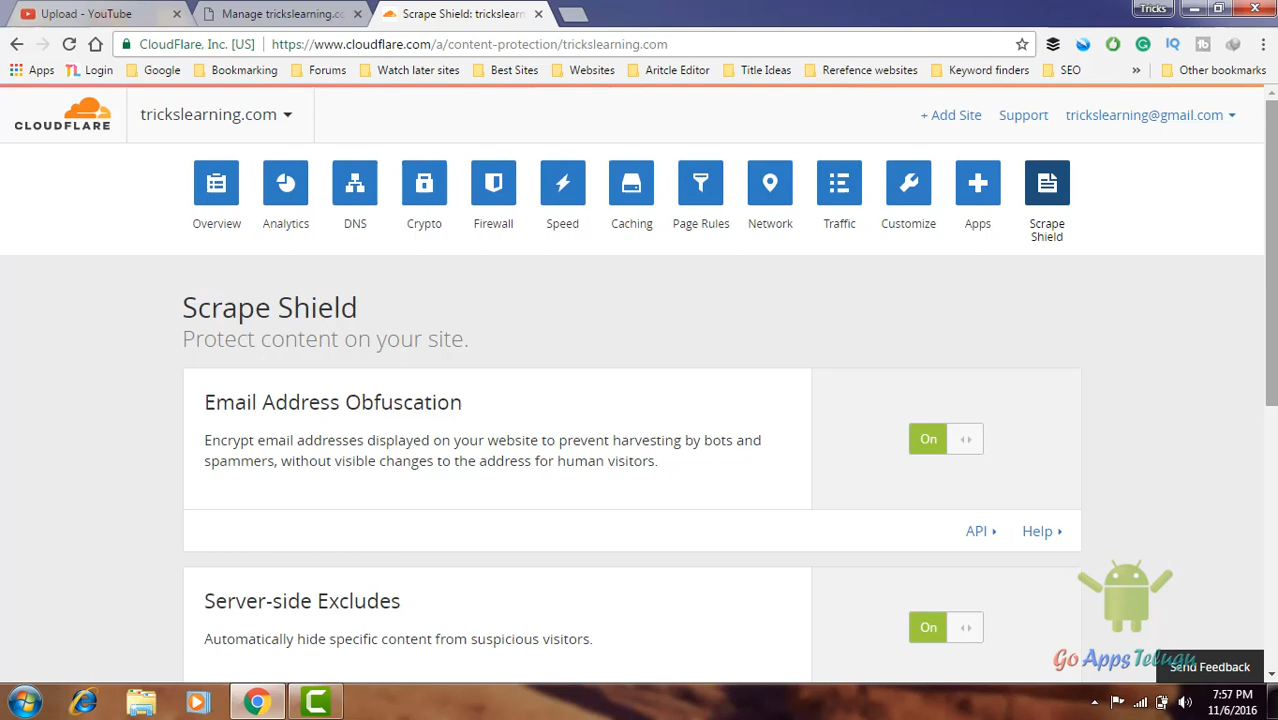 Upload - YouTube
Manage trickslearning.cc
Scrape Shield: trickslearn
Tricks
CloudFlare, Inc. [US]
https://www.cloudflare.com/a/content-protection/trickslearning.com
IQ
Apps
TL Login
Google
Bookmarking
Forums
Watch later sites
Best Sites
Websites
Aritcle Editor
Title Ideas
Rerefence websites
Keyword finders
SEO
»
Other bookmarks
CLOUDFLARE
trickslearning.com
+ Add Site
Support
trickslearning@gmail.com
Overview
Analytics
DNS
Crypto
Firewall
Speed
Caching
Page Rules
Network
Traffic
Customize
Apps
Scrape
Shield
Scrape Shield
Protect content on your site.
Email Address Obfuscation
Encrypt email addresses displayed on your website to prevent harvesting by bots and
spammers, without visible changes to the address for human visitors.
On
API
Help
Server-side Excludes
Automatically hide specific content from suspicious visitors.
On
Go Apps Telugu
Send Feedback
7:57 PM
11/6/2016